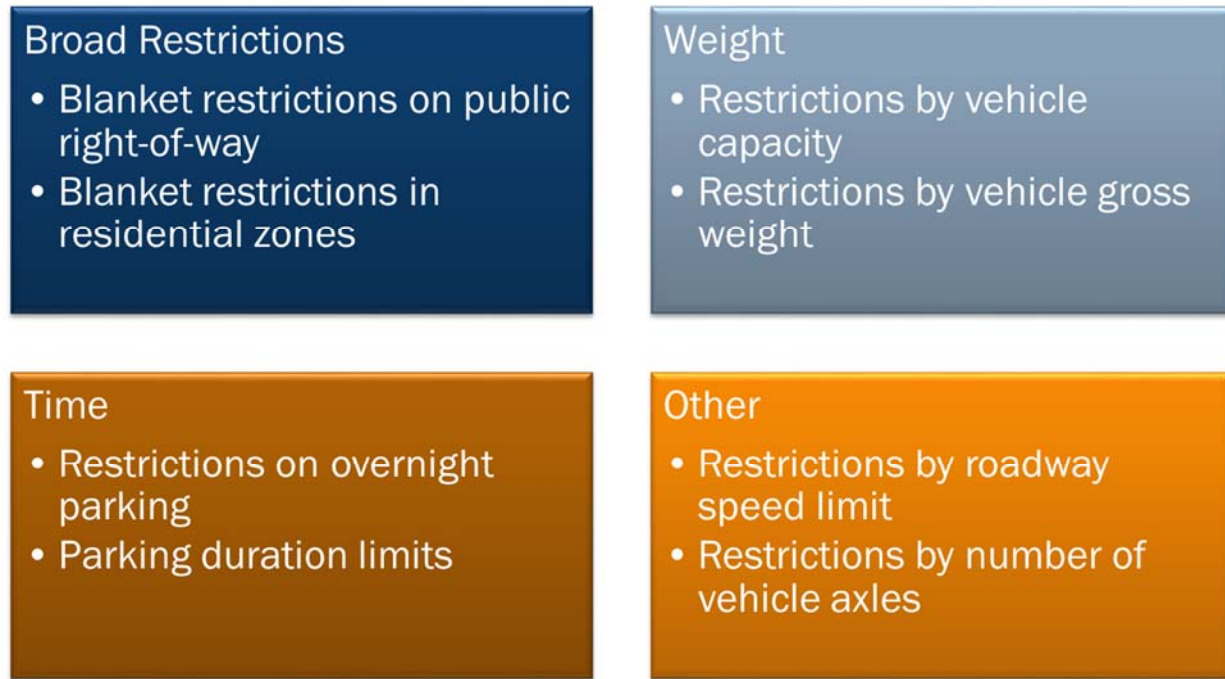 Broad Restrictions
• Blanket restrictions on public
right-of-way
• Blanket restrictions in
residential zones
Weight
• Restrictions by vehicle
capacity
• Restrictions by vehicle gross
weight
Time
• Restrictions on overnight
parking
• Parking duration limits
Other
• Restrictions by roadway
speed limit
• Restrictions by number of
vehicle axles